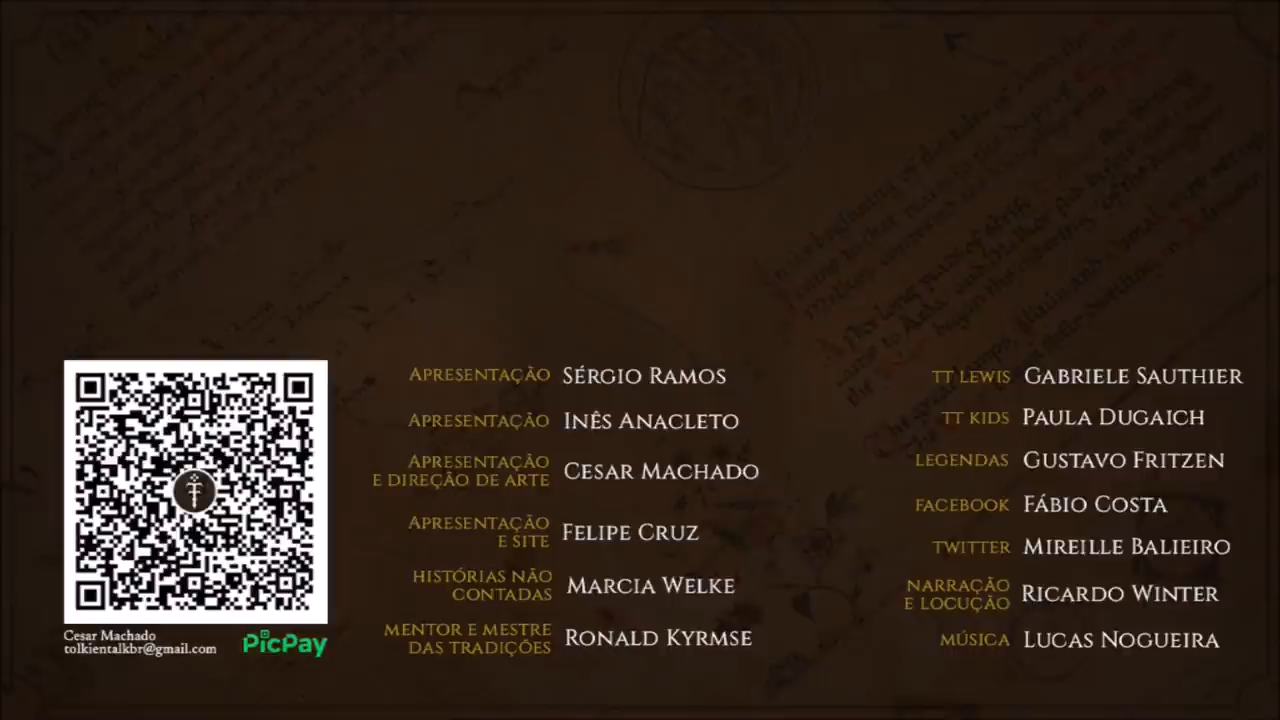 APRESENTAÇÃO SÉRGIO RAMOS
APRESENTAÇÃO INÊS ANACLETO
APRESENTAÇÃO
E DIREÇÃO DE ARTE CESAR MACHADO
APRESENTAÇÃO
E SITE FELIPE CRUZ
HISTÓRIAS NÃO
CONTADAS MARCIA WELKE
MENTOR E MESTRE
DAS TRADIÇÕES RONALD KYRMSE
TT LEWIS GABRIELE SAUTHIER
TT KIDS PAULA DUGAICH
LEGENDAS GUSTAVO FRITZEN
FACEBOOK FÁBIO COSTA
TWITTER MIREILLE BALIEIRO
NARRAÇÃO
E LOCUÇÃO RICARDO WINTER
MÚSICA LUCAS NOGUEIRA
Cesar Machado
tolkientalkbr@gmail.com
PicPay